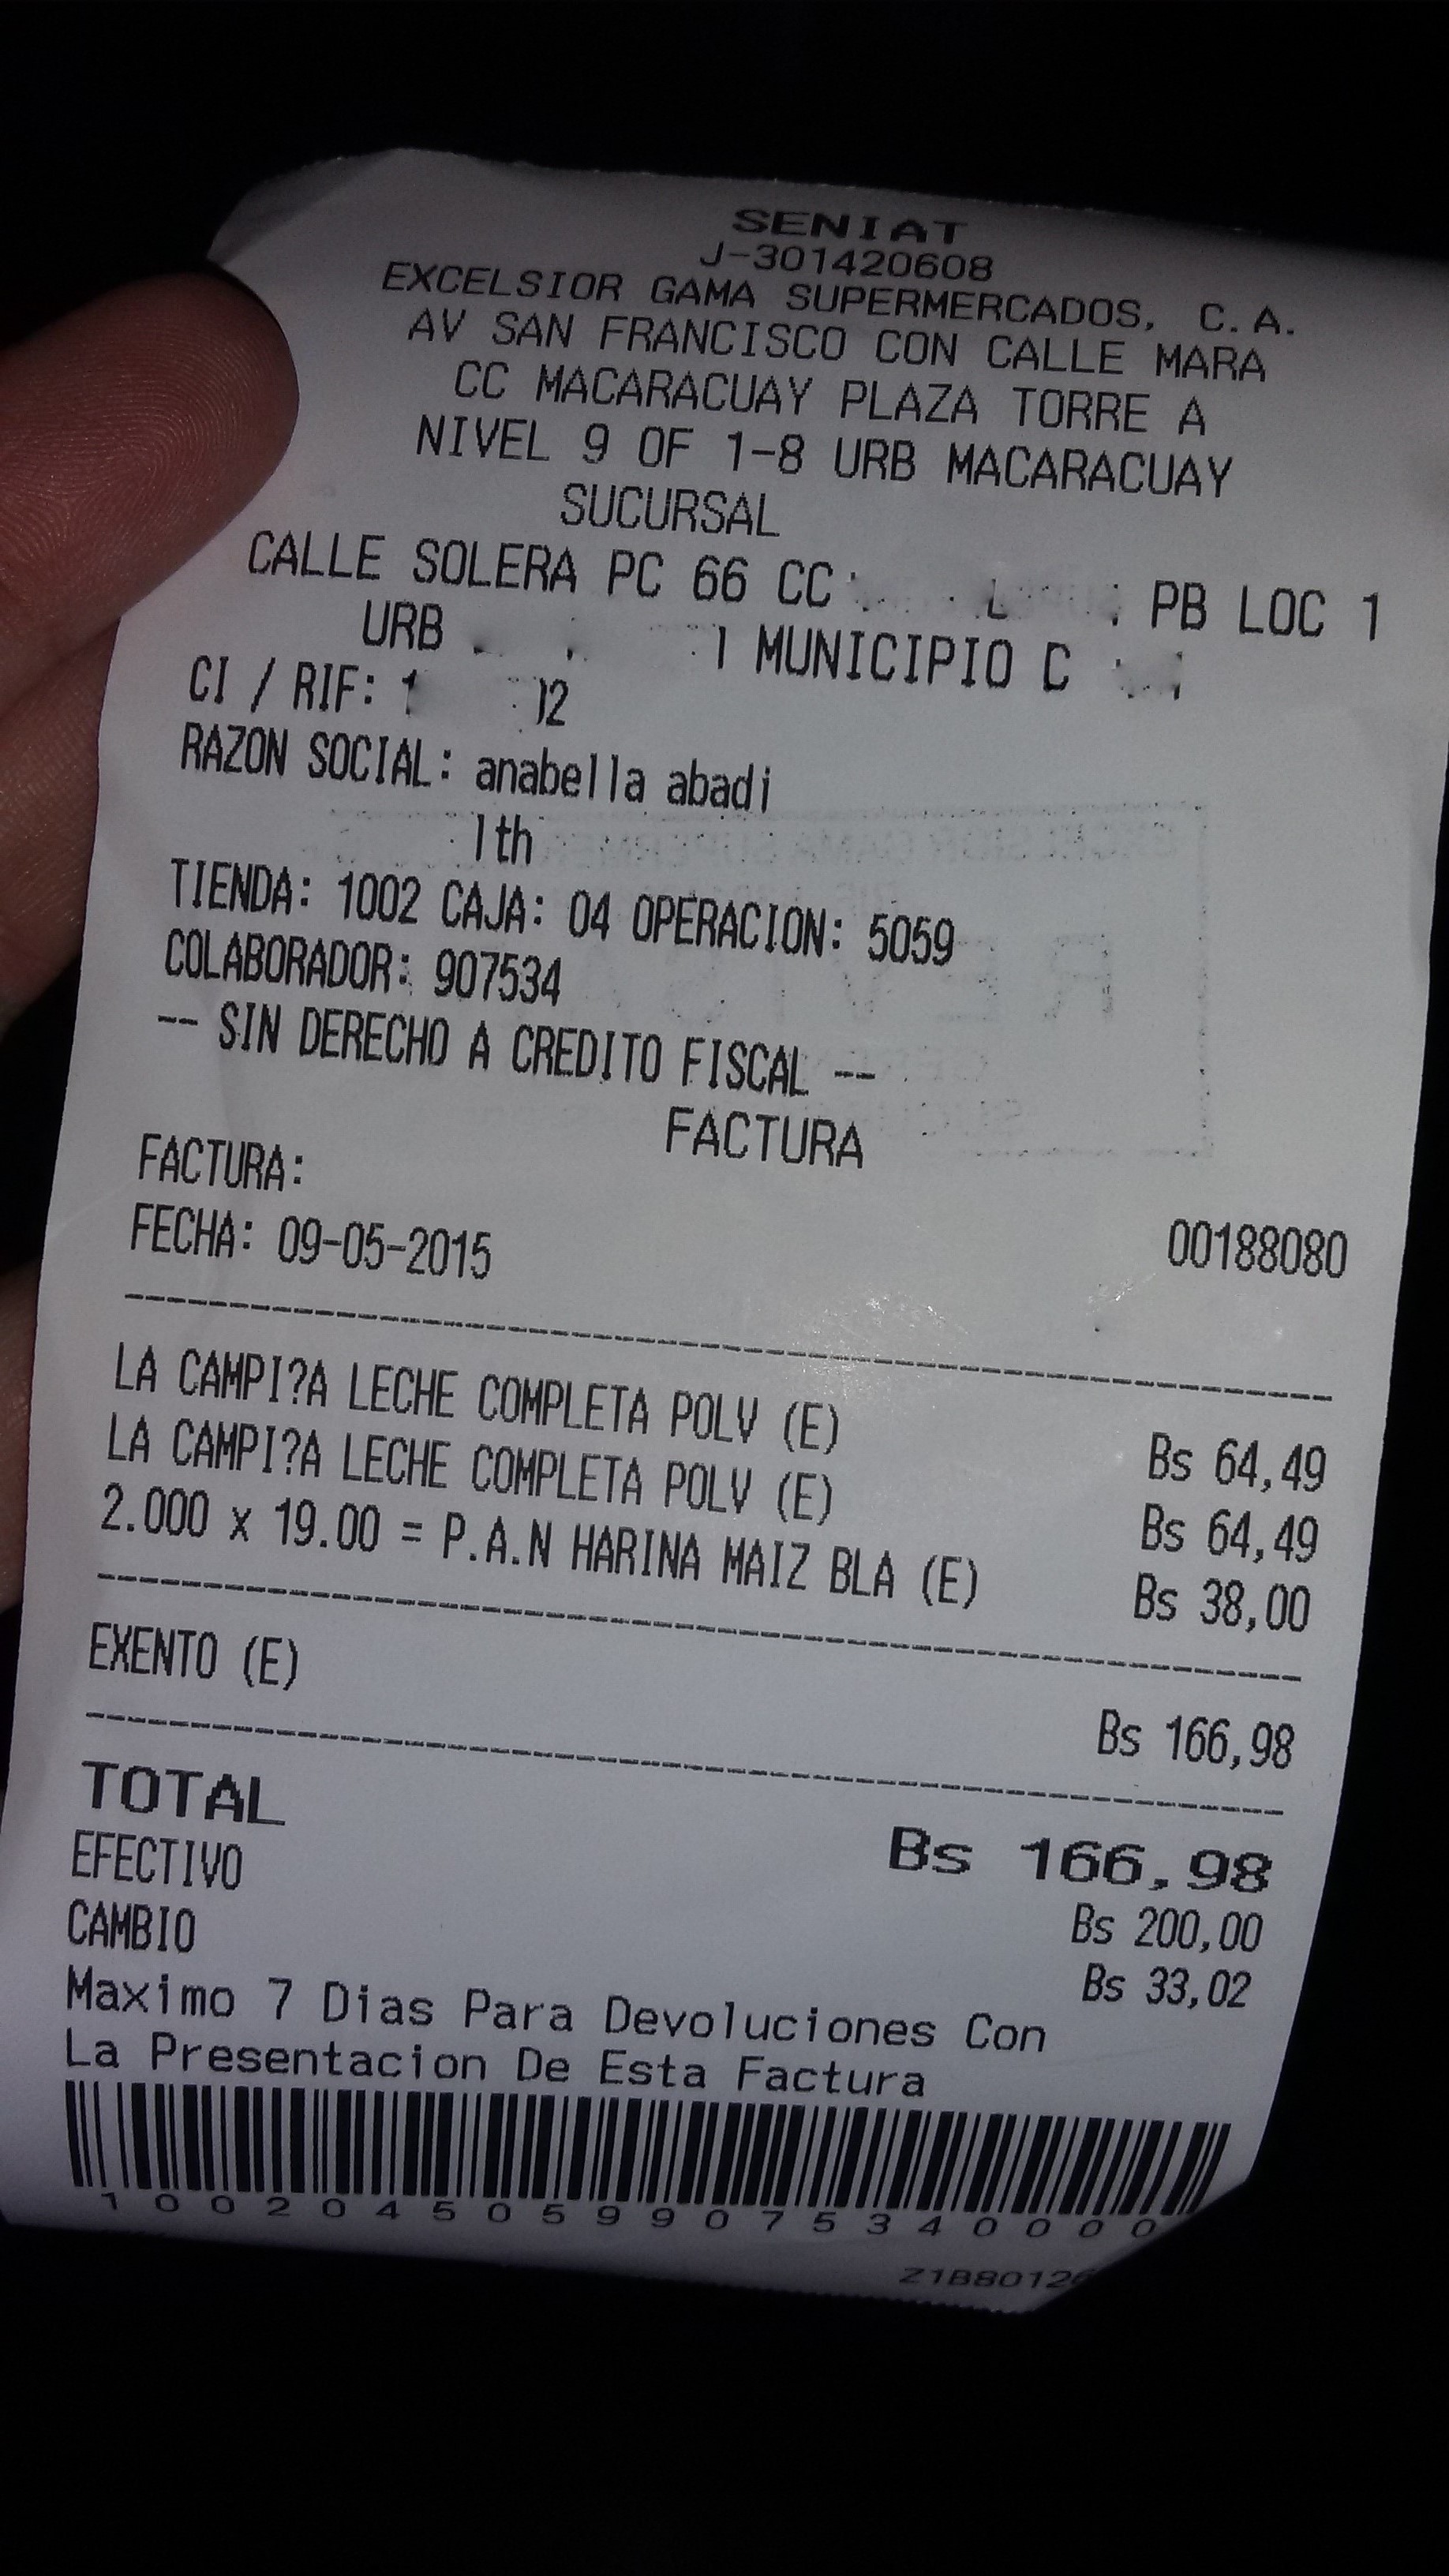 SENIAT
J-301420608
EXCELSIOR GAMA SUPERMERCADOS, C.A.
AV SAN FRANCISCO CON CALLE MARA
CC MACARACUAY PLAZA TORRE A
NIVEL 9 OF 1-8 URB MACARACUAY
SUCURSAL
CALLE SOLERA PC 66 CC PB LOC 1
URB MUNICIPIO C
CI / RIF:
RAZON SOCIAL: anabella abadi
lth
TIENDA: 1002 CAJA: 04 OPERACION: 5059
COLABORADOR: 907534
-- SIN DERECHO A CREDITO FISCAL --
FACTURA
FACTURA: 00188080
FECHA: 09-05-2015
LA CAMPI?A LECHE COMPLETA POLV (E) Bs 64,49
LA CAMPI?A LECHE COMPLETA POLV (E) Bs 64,49
2.000 x 19.00 = P.A.N HARINA MAIZ BLA (E) Bs 38,00
EXENTO (E) Bs 166,98
TOTAL Bs 166,98
EFECTIVO Bs 200,00
CAMBIO Bs 33,02
Maximo 7 Dias Para Devoluciones Con
La Presentacion De Esta Factura
10020450599075340000